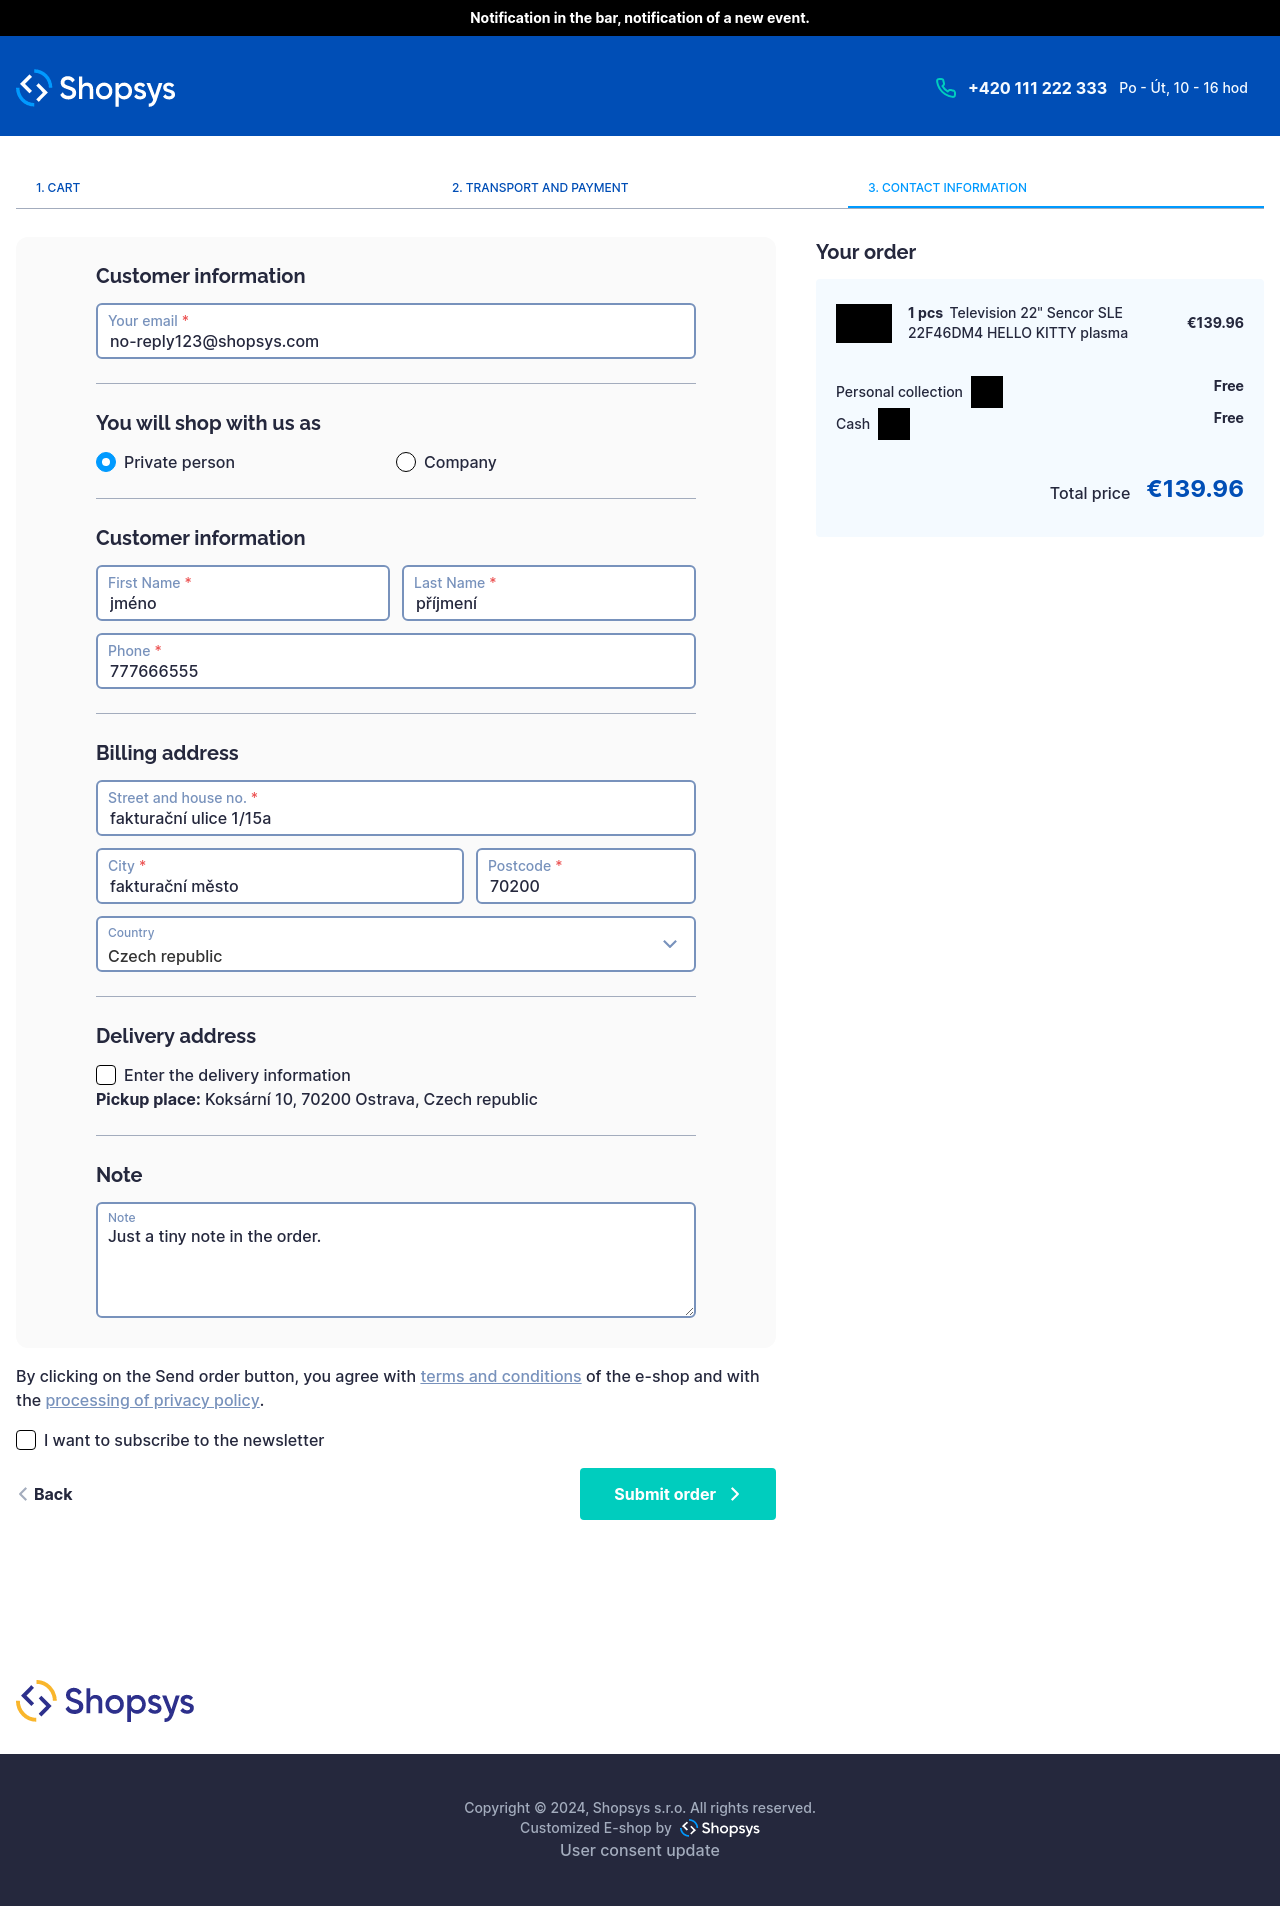 Notification in the bar, notification of a new event.
Shopsys
+420 111 222 333 Po - Út, 10 - 16 hod
1. CART
2. TRANSPORT AND PAYMENT
3. CONTACT INFORMATION
Customer information
Your email *
no-reply123@shopsys.com
You will shop with us as
Private person
Company
Customer information
First Name *
jméno
Last Name *
příjmení
Phone *
777666555
Billing address
Street and house no. *
fakturační ulice 1/15a
City *
fakturační město
Postcode *
70200
Country
Czech republic
Delivery address
Enter the delivery information
Pickup place: Koksární 10, 70200 Ostrava, Czech republic
Note
Note
Just a tiny note in the order.
By clicking on the Send order button, you agree with terms and conditions of the e-shop and with
the processing of privacy policy.
I want to subscribe to the newsletter
Back
Submit order
Your order
1 pcs Television 22" Sencor SLE
22F46DM4 HELLO KITTY plasma
€139.96
Personal collection
Free
Cash
Free
Total price €139.96
Shopsys
Copyright © 2024, Shopsys s.r.o. All rights reserved.
Customized E-shop by Shopsys
User consent update